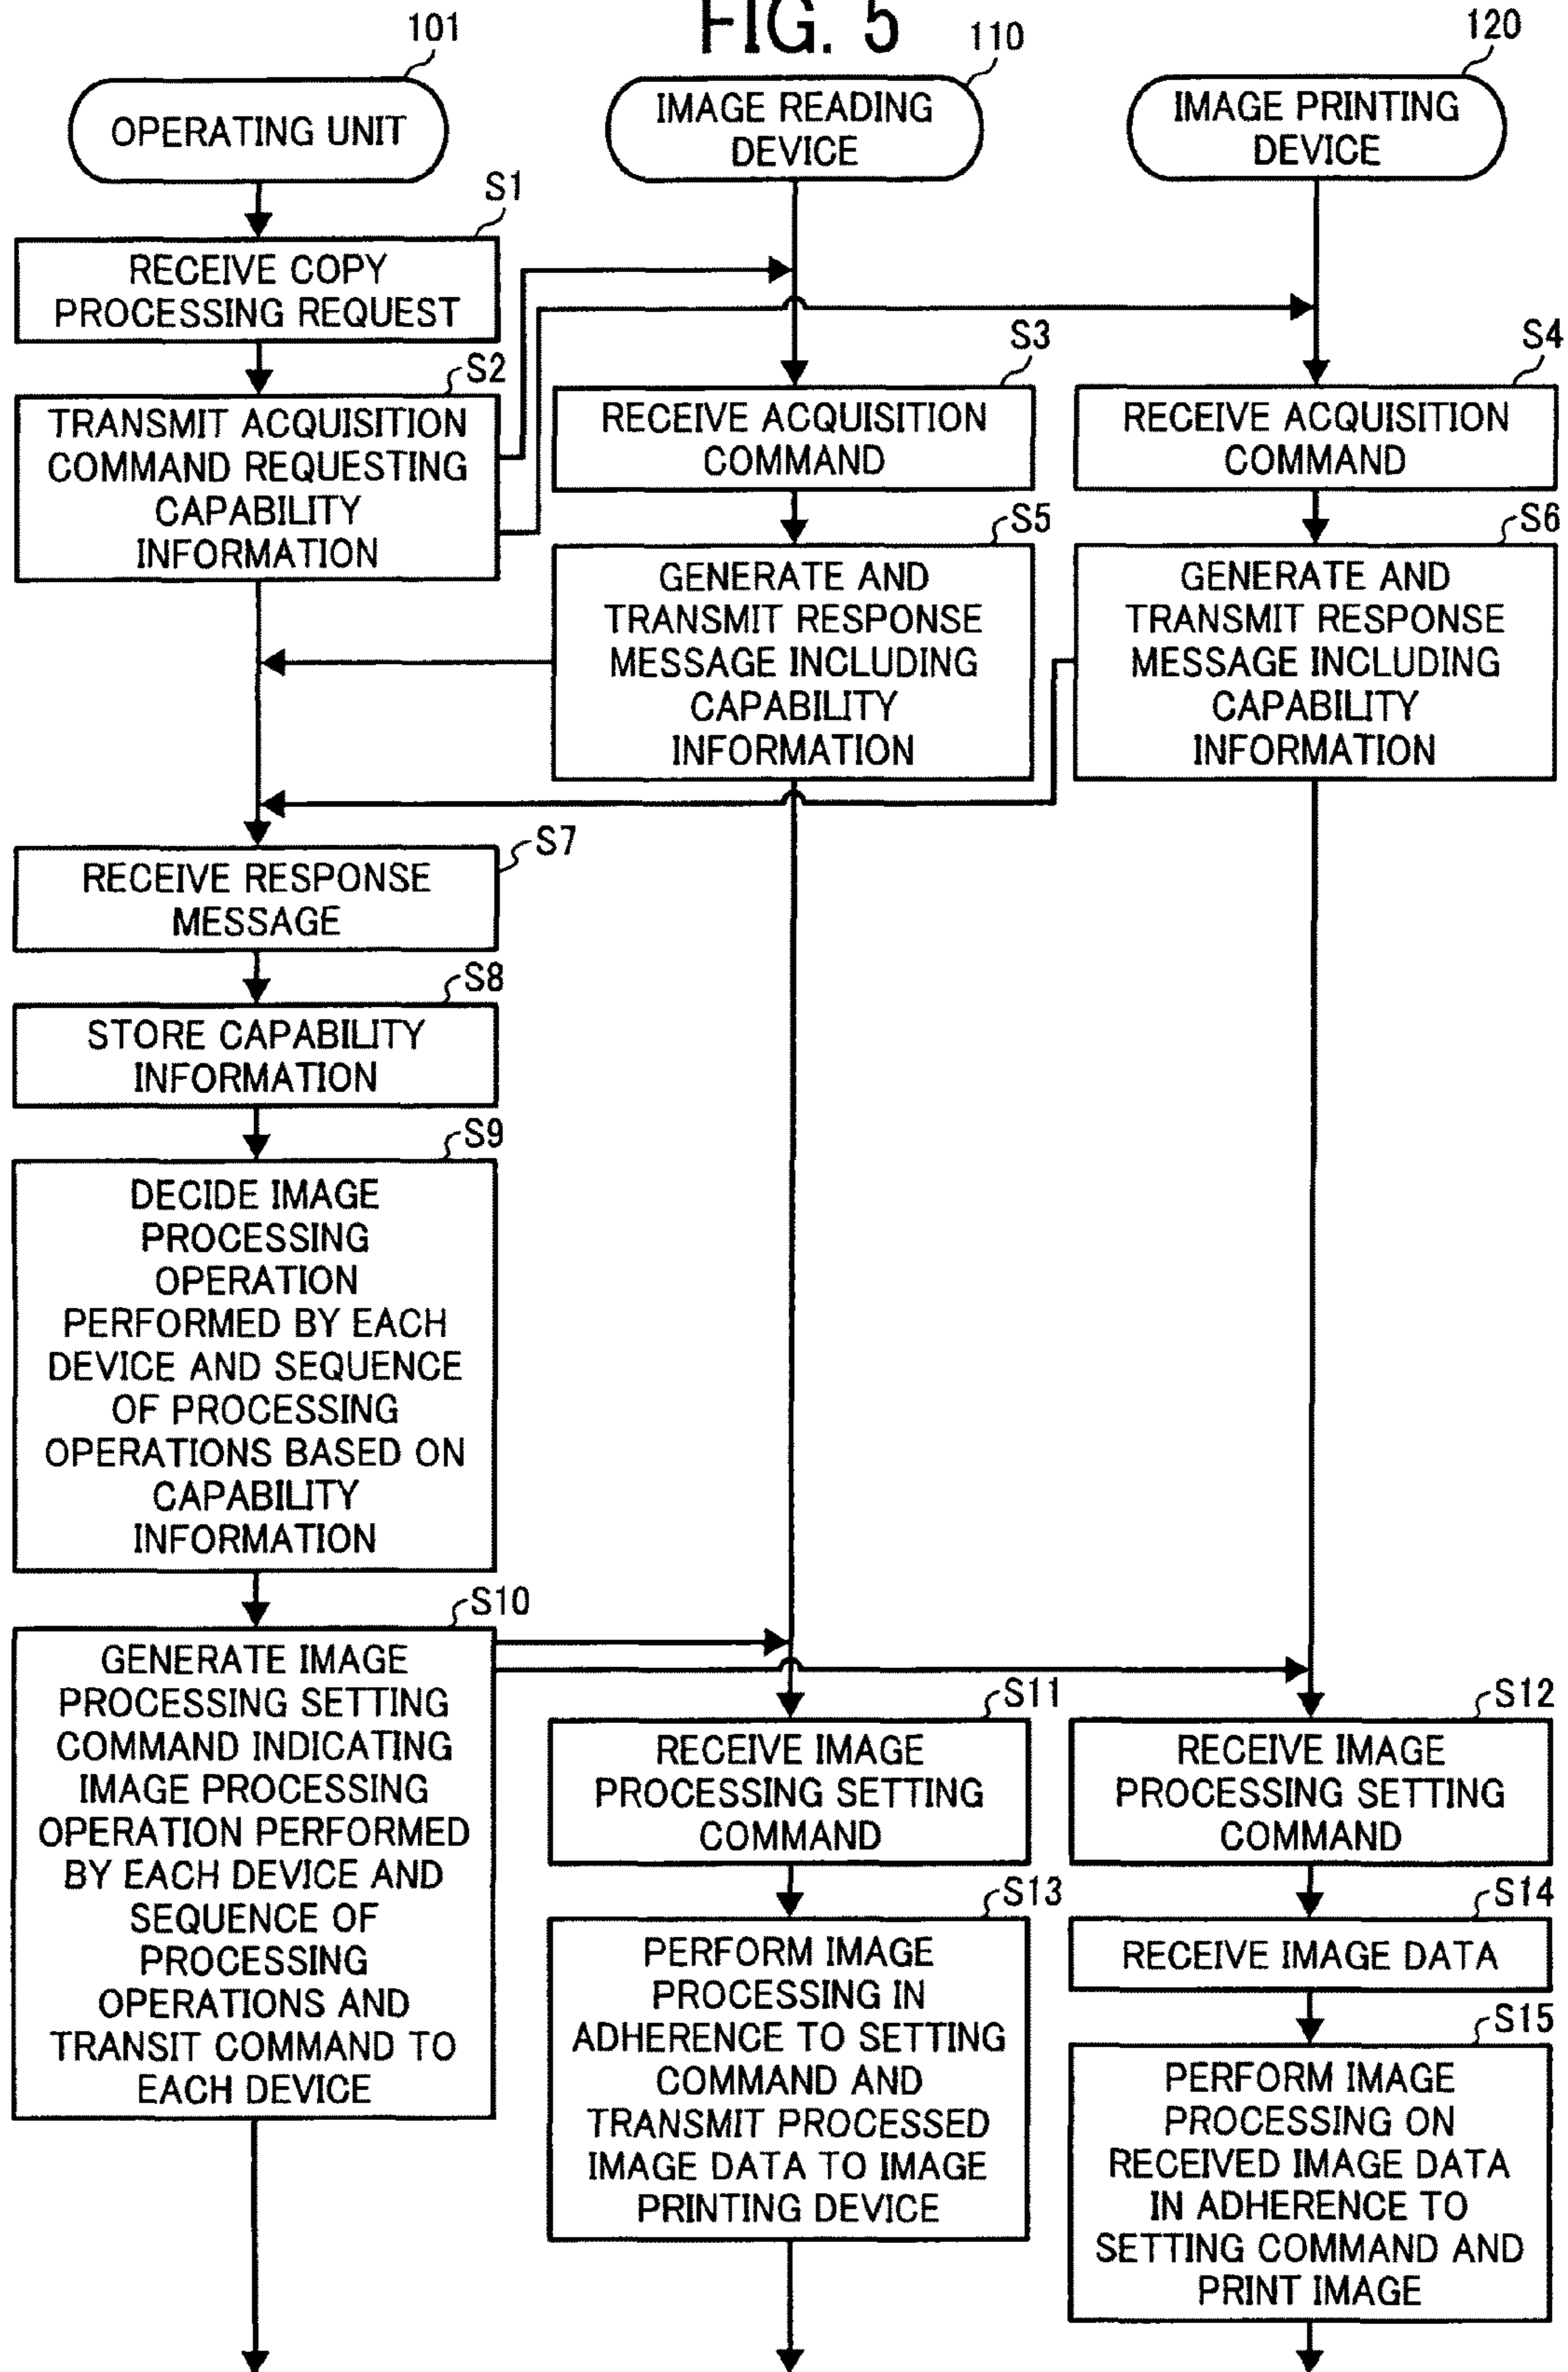 FIG. 5
101
OPERATING UNIT
110
IMAGE READING
DEVICE
120
IMAGE PRINTING
DEVICE
S1
RECEIVE COPY
PROCESSING REQUEST
S2
TRANSMIT ACQUISITION
COMMAND REQUESTING
CAPABILITY
INFORMATION
S3
RECEIVE ACQUISITION
COMMAND
S4
RECEIVE ACQUISITION
COMMAND
S5
GENERATE AND
TRANSMIT RESPONSE
MESSAGE INCLUDING
CAPABILITY
INFORMATION
S6
GENERATE AND
TRANSMIT RESPONSE
MESSAGE INCLUDING
CAPABILITY
INFORMATION
S7
RECEIVE RESPONSE
MESSAGE
S8
STORE CAPABILITY
INFORMATION
S9
DECIDE IMAGE
PROCESSING
OPERATION
PERFORMED BY EACH
DEVICE AND SEQUENCE
OF PROCESSING
OPERATIONS BASED ON
CAPABILITY
INFORMATION
S10
GENERATE IMAGE
PROCESSING SETTING
COMMAND INDICATING
IMAGE PROCESSING
OPERATION PERFORMED
BY EACH DEVICE AND
SEQUENCE OF
PROCESSING
OPERATIONS AND
TRANSIT COMMAND TO
EACH DEVICE
S11
RECEIVE IMAGE
PROCESSING SETTING
COMMAND
S12
RECEIVE IMAGE
PROCESSING SETTING
COMMAND
S13
PERFORM IMAGE
PROCESSING IN
ADHERENCE TO SETTING
COMMAND AND
TRANSMIT PROCESSED
IMAGE DATA TO IMAGE
PRINTING DEVICE
S14
RECEIVE IMAGE DATA
S15
PERFORM IMAGE
PROCESSING ON
RECEIVED IMAGE DATA
IN ADHERENCE TO
SETTING COMMAND AND
PRINT IMAGE